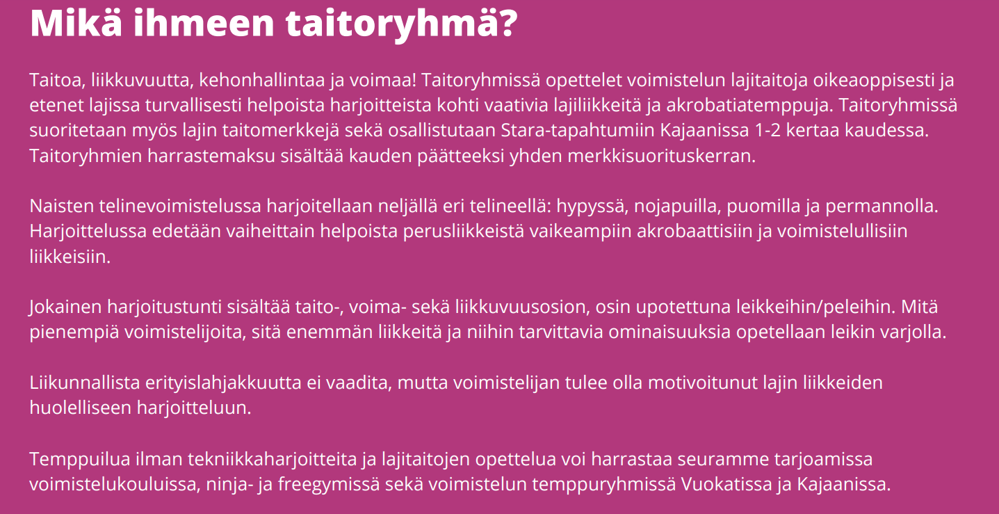 Mikä ihmeen taitoryhmä?
Taitoa, liikkuvuutta, kehonhallintaa ja voimaa! Taitoryhmissä opettelet voimistelun lajitaitoja oikeaoppisesti ja
etenet lajissa turvallisesti helpoista harjoitteista kohti vaativia lajiliikkeitä ja akrobatiatemppuja. Taitoryhmissä
suoritetaan myös lajin taitomerkkejä sekä osallistutaan Stara-tapahtumiin Kajaanissa 1-2 kertaa kaudessa.
Taitoryhmien harrastemaksu sisältää kauden päätteeksi yhden merkkisuorituskerran.
Naisten telinevoimistelussa harjoitellaan neljällä eri telineellä: hypyssä, nojapuilla, puomilla ja permannolla.
Harjoittelussa edetään vaiheittain helpoista perusliikkeistä vaikeampiin akrobaattisiin ja voimistelullisiin
liikkeisiin.
Jokainen harjoitustunti sisältää taito-, voima- sekä liikkuvuusosion, osin upotettuna leikkeihin/peleihin. Mitä
pienempiä voimistelijoita, sitä enemmän liikkeitä ja niihin tarvittavia ominaisuuksia opetellaan leikin varjolla.
Liikunnallista erityislahjakkuutta ei vaadita, mutta voimistelijan tulee olla motivoitunut lajin liikkeiden
huolelliseen harjoitteluun.
Temppuilua ilman tekniikkaharjoitteita ja lajitaitojen opettelua voi harrastaa seuramme tarjoamissa
voimistelukouluissa, ninja- ja freegymissä sekä voimistelun temppuryhmissä Vuokatissa ja Kajaanissa.